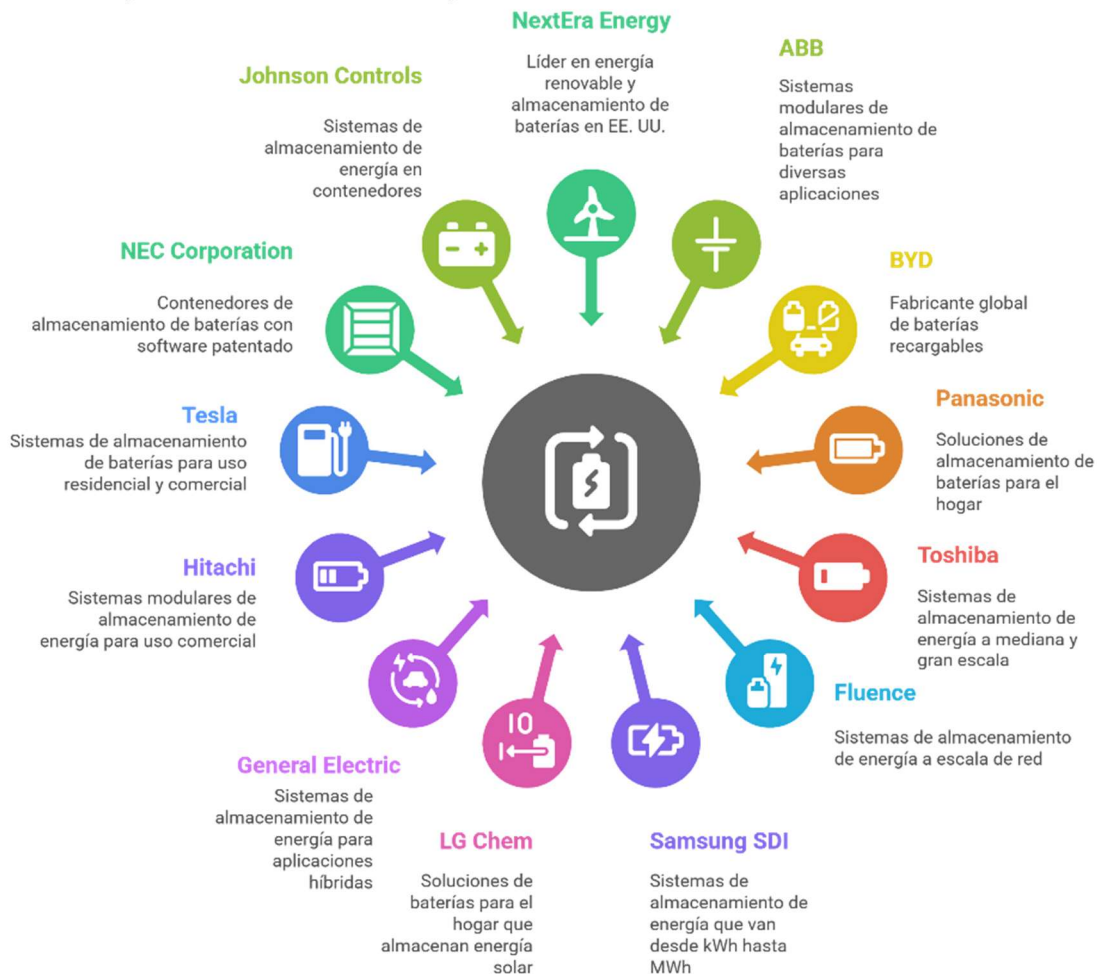 NextEra Energy
Líder en energía
renovable y
almacenamiento de
baterías en EE. UU.
ABB
Sistemas
modulares de
almacenamiento de
baterías para
diversas
aplicaciones
BYD
Fabricante global
de baterías
recargables
Panasonic
Soluciones de
almacenamiento de
baterías para el
hogar
Toshiba
Sistemas de
almacenamiento de
energía a mediana y
gran escala
Fluence
Sistemas de almacenamiento
de energía a escala de red
Samsung SDI
Sistemas de
almacenamiento de
energía que van
desde kWh hasta
MWh
LG Chem
Soluciones de
baterías para el
hogar que
almacenan energía
solar
General Electric
Sistemas de
almacenamiento de
energía para
aplicaciones
híbridas
Hitachi
Sistemas modulares de
almacenamiento de
energía para uso comercial
Tesla
Sistemas de almacenamiento
de baterías para uso
residencial y comercial
NEC Corporation
Contenedores de
almacenamiento de baterías con
software patentado
Johnson Controls
Sistemas de
almacenamiento de
energía en
contenedores